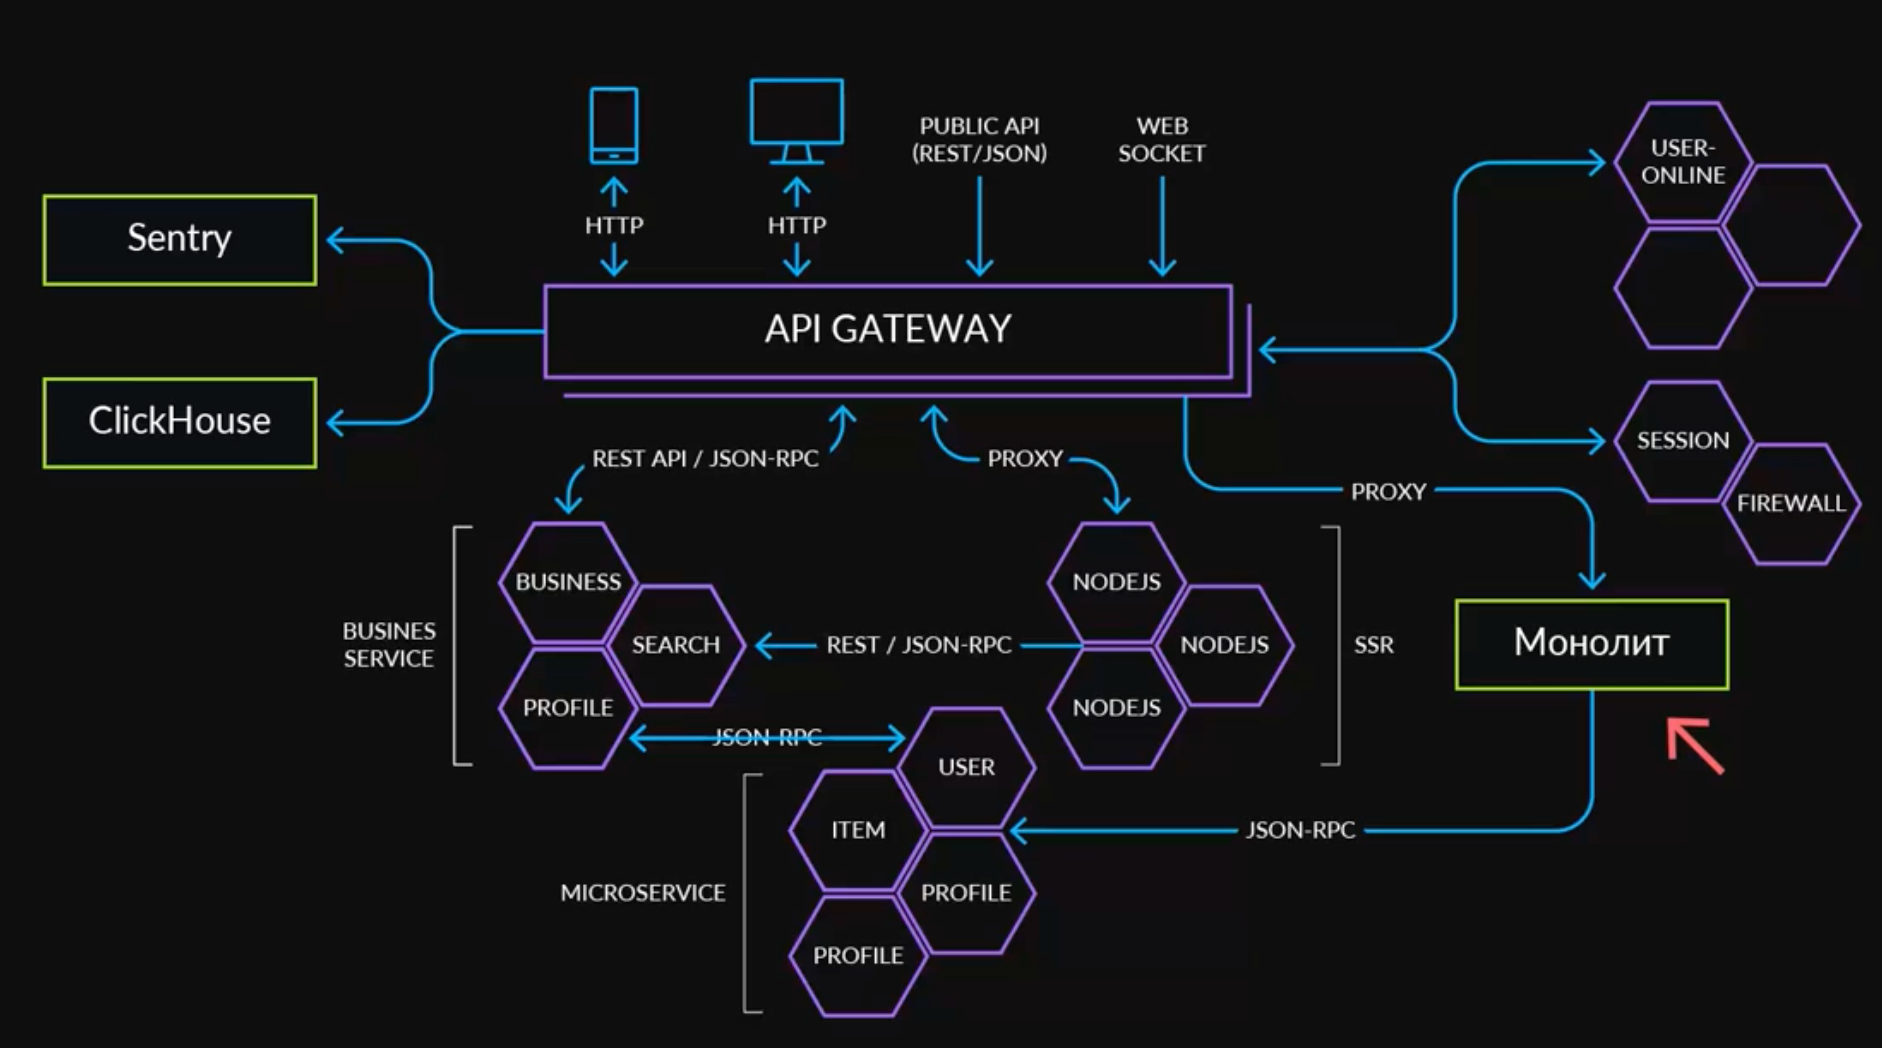 PUBLIC API
(REST/JSON)
WEB
SOCKET
USER-
ONLINE
HTTP
HTTP
Sentry
API GATEWAY
ClickHouse
SESSION
FIREWALL
REST API / JSON-RPC
PROXY
PROXY
BUSINES
SERVICE
BUSINESS
SEARCH
PROFILE
REST / JSON-RPC
NODEJS
NODEJS
NODEJS
SSR
Монолит
JSON-RPC
USER
ITEM
PROFILE
PROFILE
JSON-RPC
MICROSERVICE